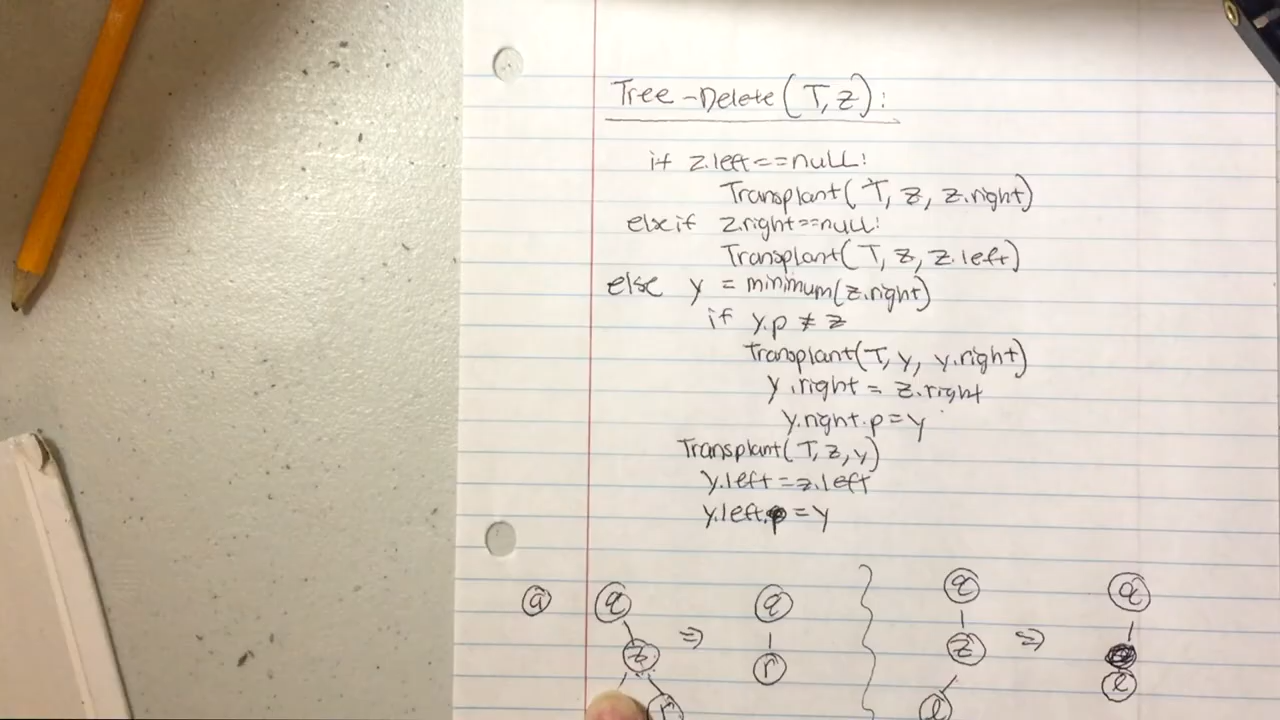 Tree-Delete(T,z):
if z.left==null:
Transplant(T, z, z.right)
elseif z.right==null:
Transplant(T, z, z.left)
else y = minimum(z.right)
if y.p ≠ z
Transplant(T, y, y.right)
y.right = z.right
y.right.p=y
Transplant(T,z,y)
y.left=z.left
y.left.p=y
a q q q q
z ⇒ r z ⇒
r l l